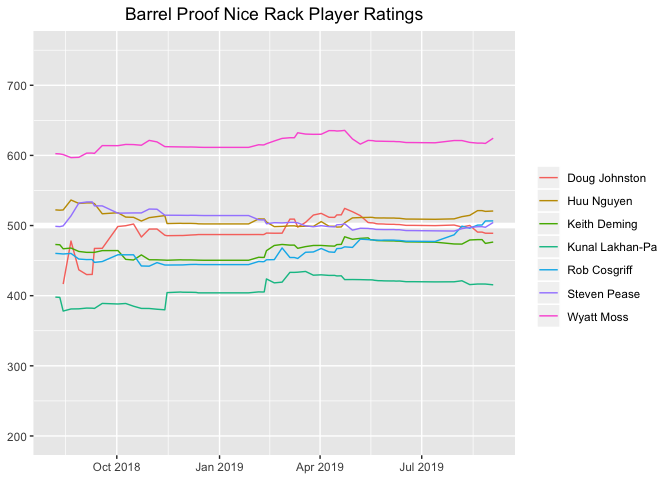 Barrel Proof Nice Rack Player Ratings
700
600
500
400
300
200
Oct 2018
Jan 2019
Apr 2019
Jul 2019
Doug Johnston
Huu Nguyen
Keith Deming
Kunal Lakhan-Pa
Rob Cosgriff
Steven Pease
Wyatt Moss